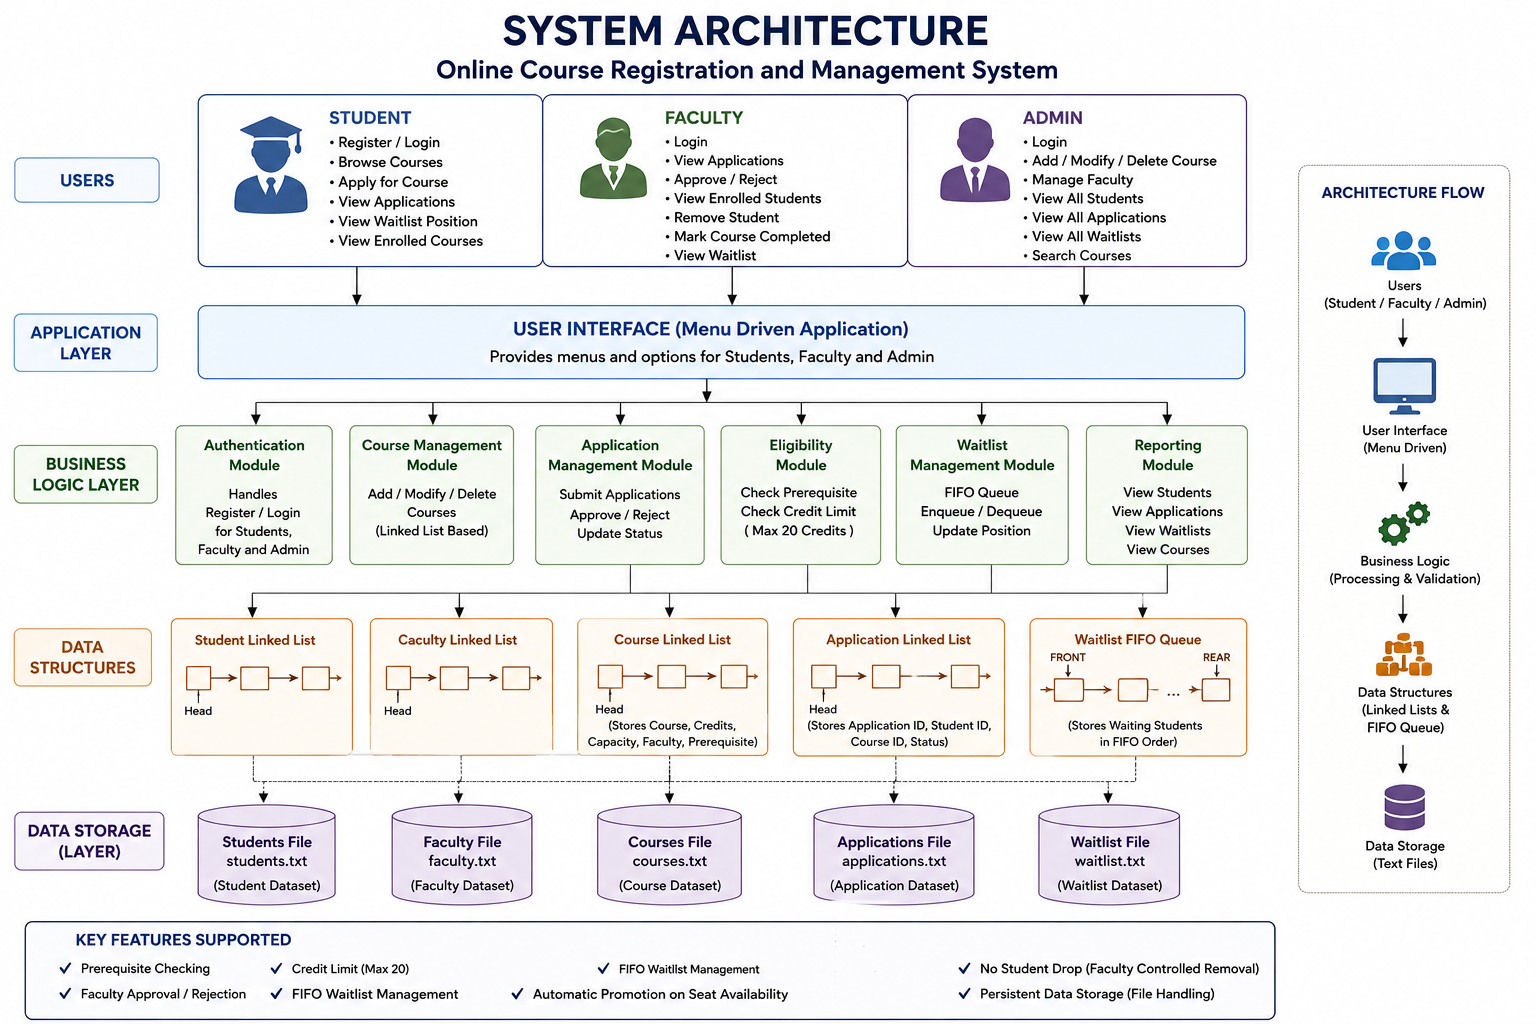 SYSTEM ARCHITECTURE
Online Course Registration and Management System
USERS
STUDENT
• Register / Login
• Browse Courses
• Apply for Course
• View Applications
• View Waitlist Position
• View Enrolled Courses
FACULTY
• Login
• View Applications
• Approve / Reject
• View Enrolled Students
• Remove Student
• Mark Course Completed
• View Waitlist
ADMIN
• Login
• Add / Modify / Delete Course
• Manage Faculty
• View All Students
• View All Applications
• View All Waitlists
• Search Courses
APPLICATION
LAYER
USER INTERFACE (Menu Driven Application)
Provides menus and options for Students, Faculty and Admin
BUSINESS
LOGIC LAYER
Authentication
Module
Handles
Register / Login
for Students,
Faculty and Admin
Course Management
Module
Add / Modify / Delete
Courses
(Linked List Based)
Application
Management Module
Submit Applications
Approve / Reject
Update Status
Eligibility
Module
Check Prerequisite
Check Credit Limit
( Max 20 Credits )
Waitlist
Management Module
FIFO Queue
Enqueue / Dequeue
Update Position
Reporting
Module
View Students
View Applications
View Waitlists
View Courses
DATA
STRUCTURES
Student Linked List
Head
Caculty Linked List
Head
Course Linked List
Head
(Stores Course, Credits,
Capacity, Faculty, Prerequisite)
Application Linked List
Head
(Stores Application ID, Student ID,
Course ID, Status)
Waitlist FIFO Queue
FRONT
REAR
...
(Stores Waiting Students
in FIFO Order)
DATA STORAGE
(LAYER)
Students File
students.txt
(Student Dataset)
Faculty File
faculty.txt
(Faculty Dataset)
Courses File
courses.txt
(Course Dataset)
Applications File
applications.txt
(Application Dataset)
Waitlist File
waitlist.txt
(Waitlist Dataset)
ARCHITECTURE FLOW
Users
(Student / Faculty / Admin)
User Interface
(Menu Driven)
Business Logic
(Processing & Validation)
Data Structures
(Linked Lists &
FIFO Queue)
Data Storage
(Text Files)
KEY FEATURES SUPPORTED
✓ Prerequisite Checking
✓ Credit Limit (Max 20)
✓ FIFO Waitlist Management
✓ No Student Drop (Faculty Controlled Removal)
✓ Faculty Approval / Rejection
✓ FIFO Waitlist Management
✓ Automatic Promotion on Seat Availability
✓ Persistent Data Storage (File Handling)